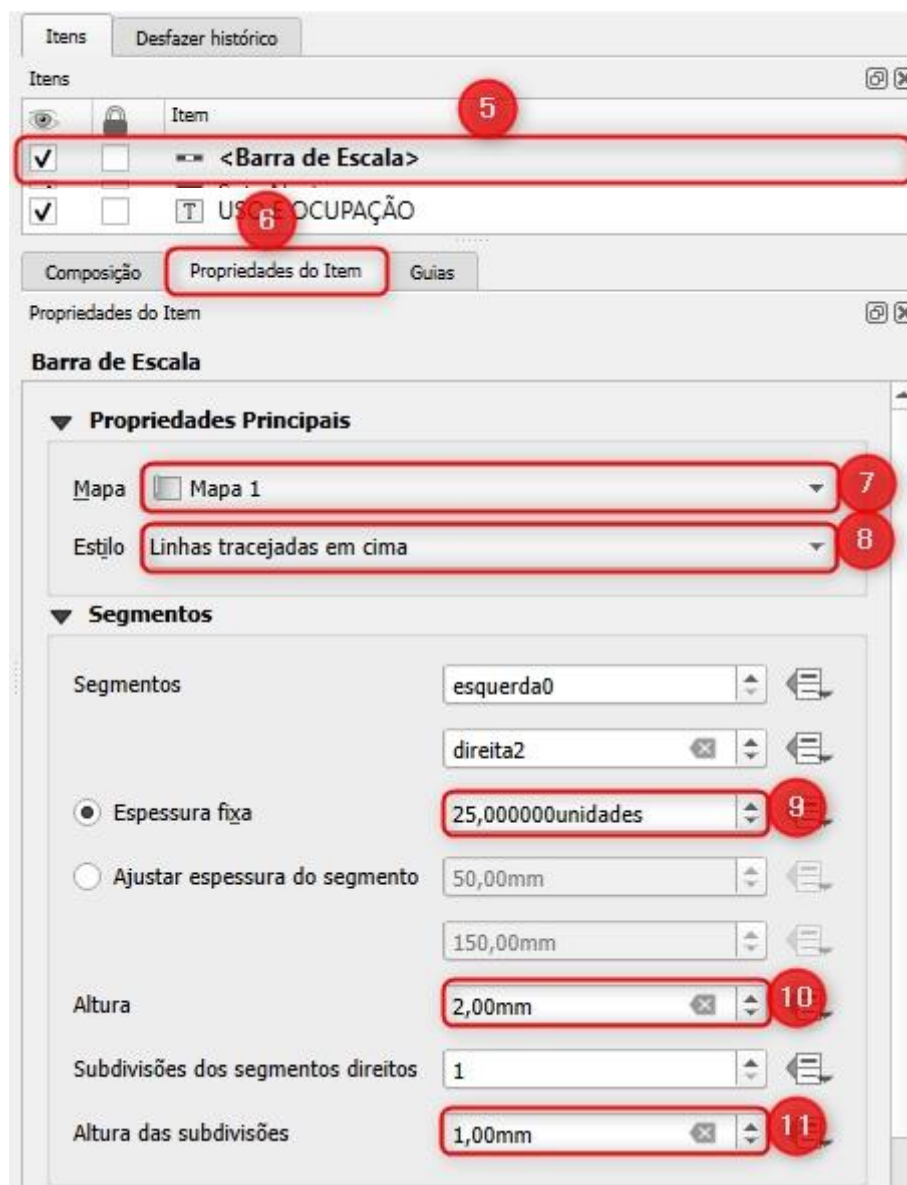 Itens Desfazer histórico
Itens
Item
5
<Barra de Escala>
6
T USO E OCUPAÇÃO
Composição Propriedades do Item Guias
Propriedades do Item
Barra de Escala
Propriedades Principais
Mapa Mapa 1 7
Estilo Linhas tracejadas em cima 8
Segmentos
Segmentos esquerda0
direita2
Espessura fixa 25,000000unidades 9
Ajustar espessura do segmento 50,00mm
150,00mm
Altura 2,00mm 10
Subdivisões dos segmentos direitos 1
Altura das subdivisões 1,00mm 11